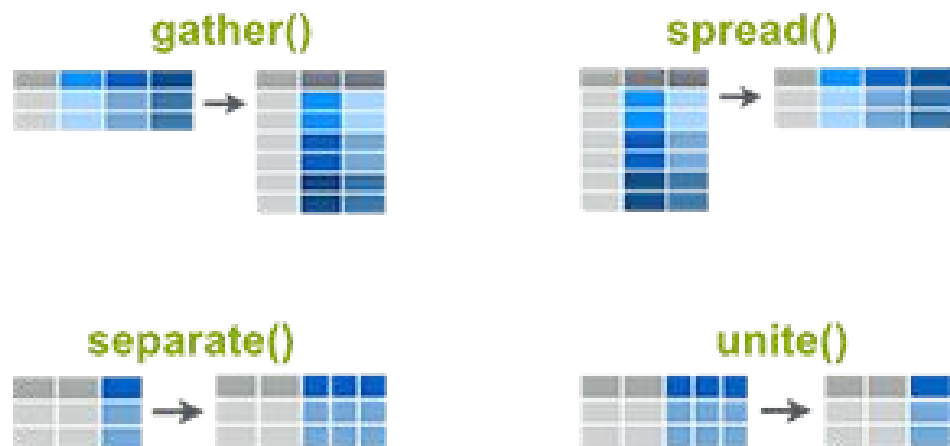 gather()
spread()
separate()
unite()